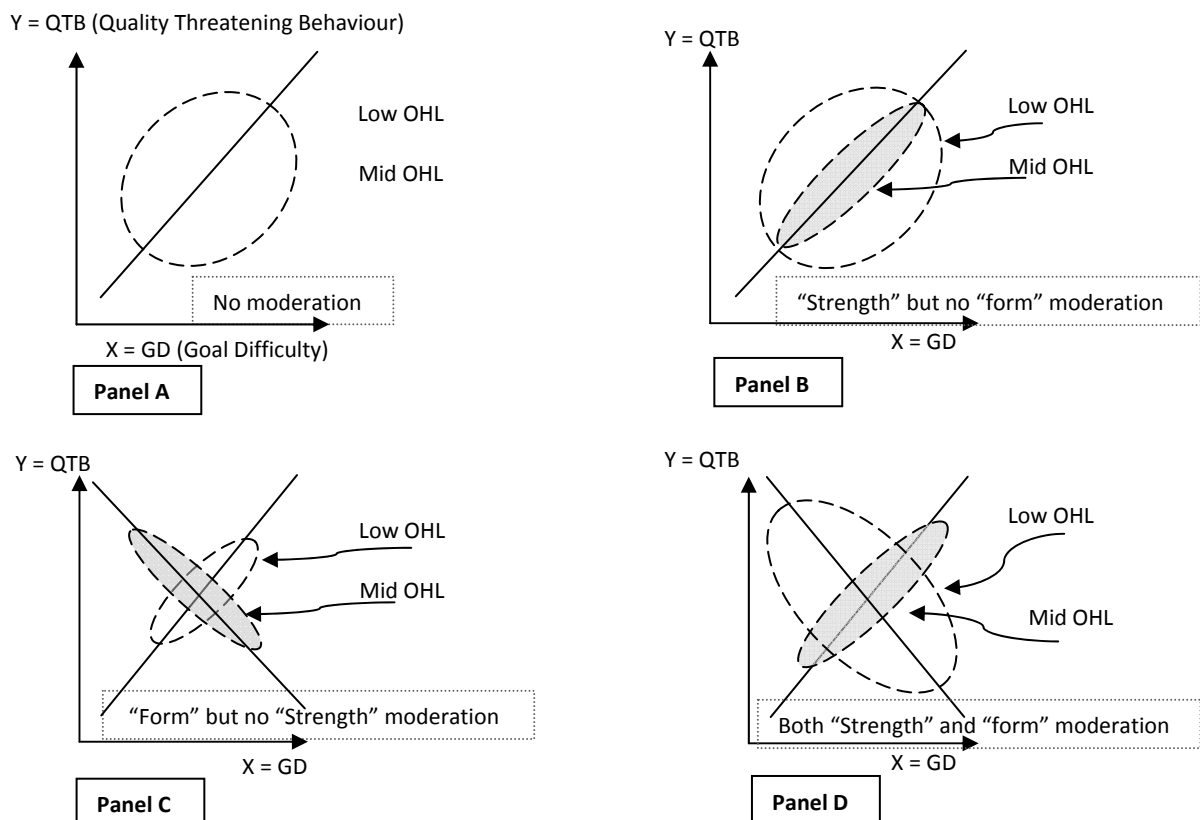 Y = QTB (Quality Threatening Behaviour)
Low OHL
Mid OHL
No moderation
X = GD (Goal Difficulty)
Panel A
Y = QTB
Low OHL
Mid OHL
“Strength” but no “form” moderation
X = GD
Panel B
Y = QTB
Low OHL
Mid OHL
“Form” but no “Strength” moderation
X = GD
Panel C
Y = QTB
Low OHL
Mid OHL
Both “Strength” and “form” moderation
X = GD
Panel D